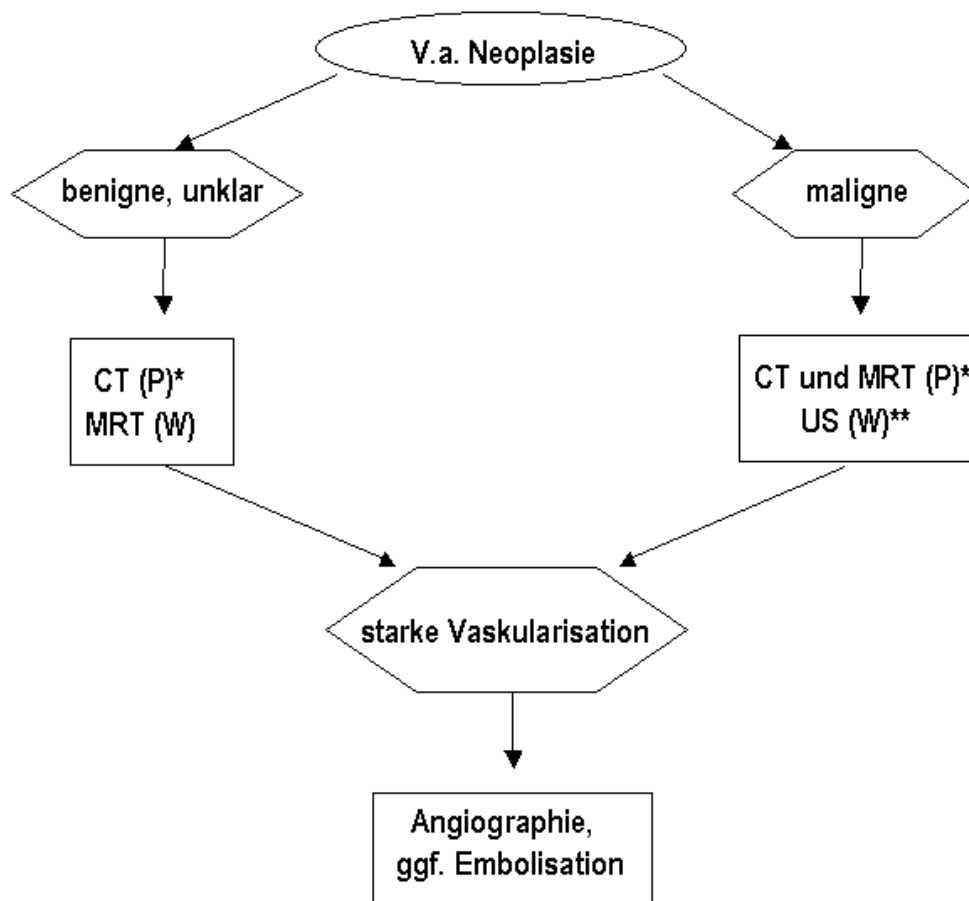 V.a. Neoplasie
benigne, unklar
maligne
CT (P)*
MRT (W)
CT und MRT (P)*
US (W)**
starke Vaskularisation
Angiographie,
ggf. Embolisation